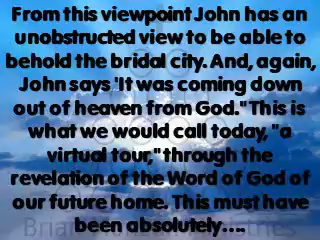 From this viewpoint John has an
unobstructed view to be able to
behold the bridal city. And, again,
John says 'It was coming down
out of heaven from God." This is
what we would call today, "a
virtual tour," through the
revelation of the Word of God of
our future home. This must have
been absolutely....